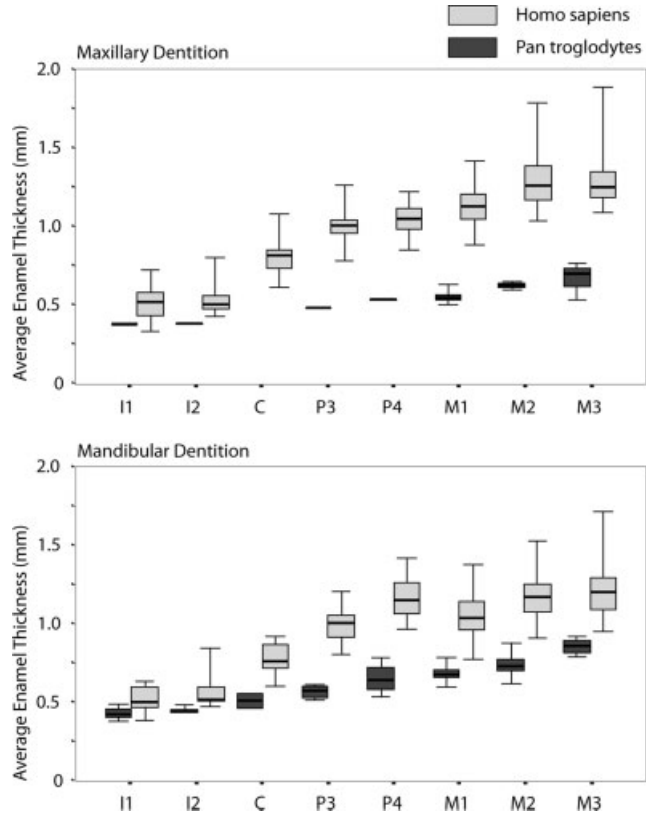 Homo sapiens
Pan troglodytes
Maxillary Dentition
Average Enamel Thickness (mm)
2.0
1.5
1.0
0.5
0
I1 I2 C P3 P4 M1 M2 M3
Mandibular Dentition
Average Enamel Thickness (mm)
2.0
1.5
1.0
0.5
0
I1 I2 C P3 P4 M1 M2 M3